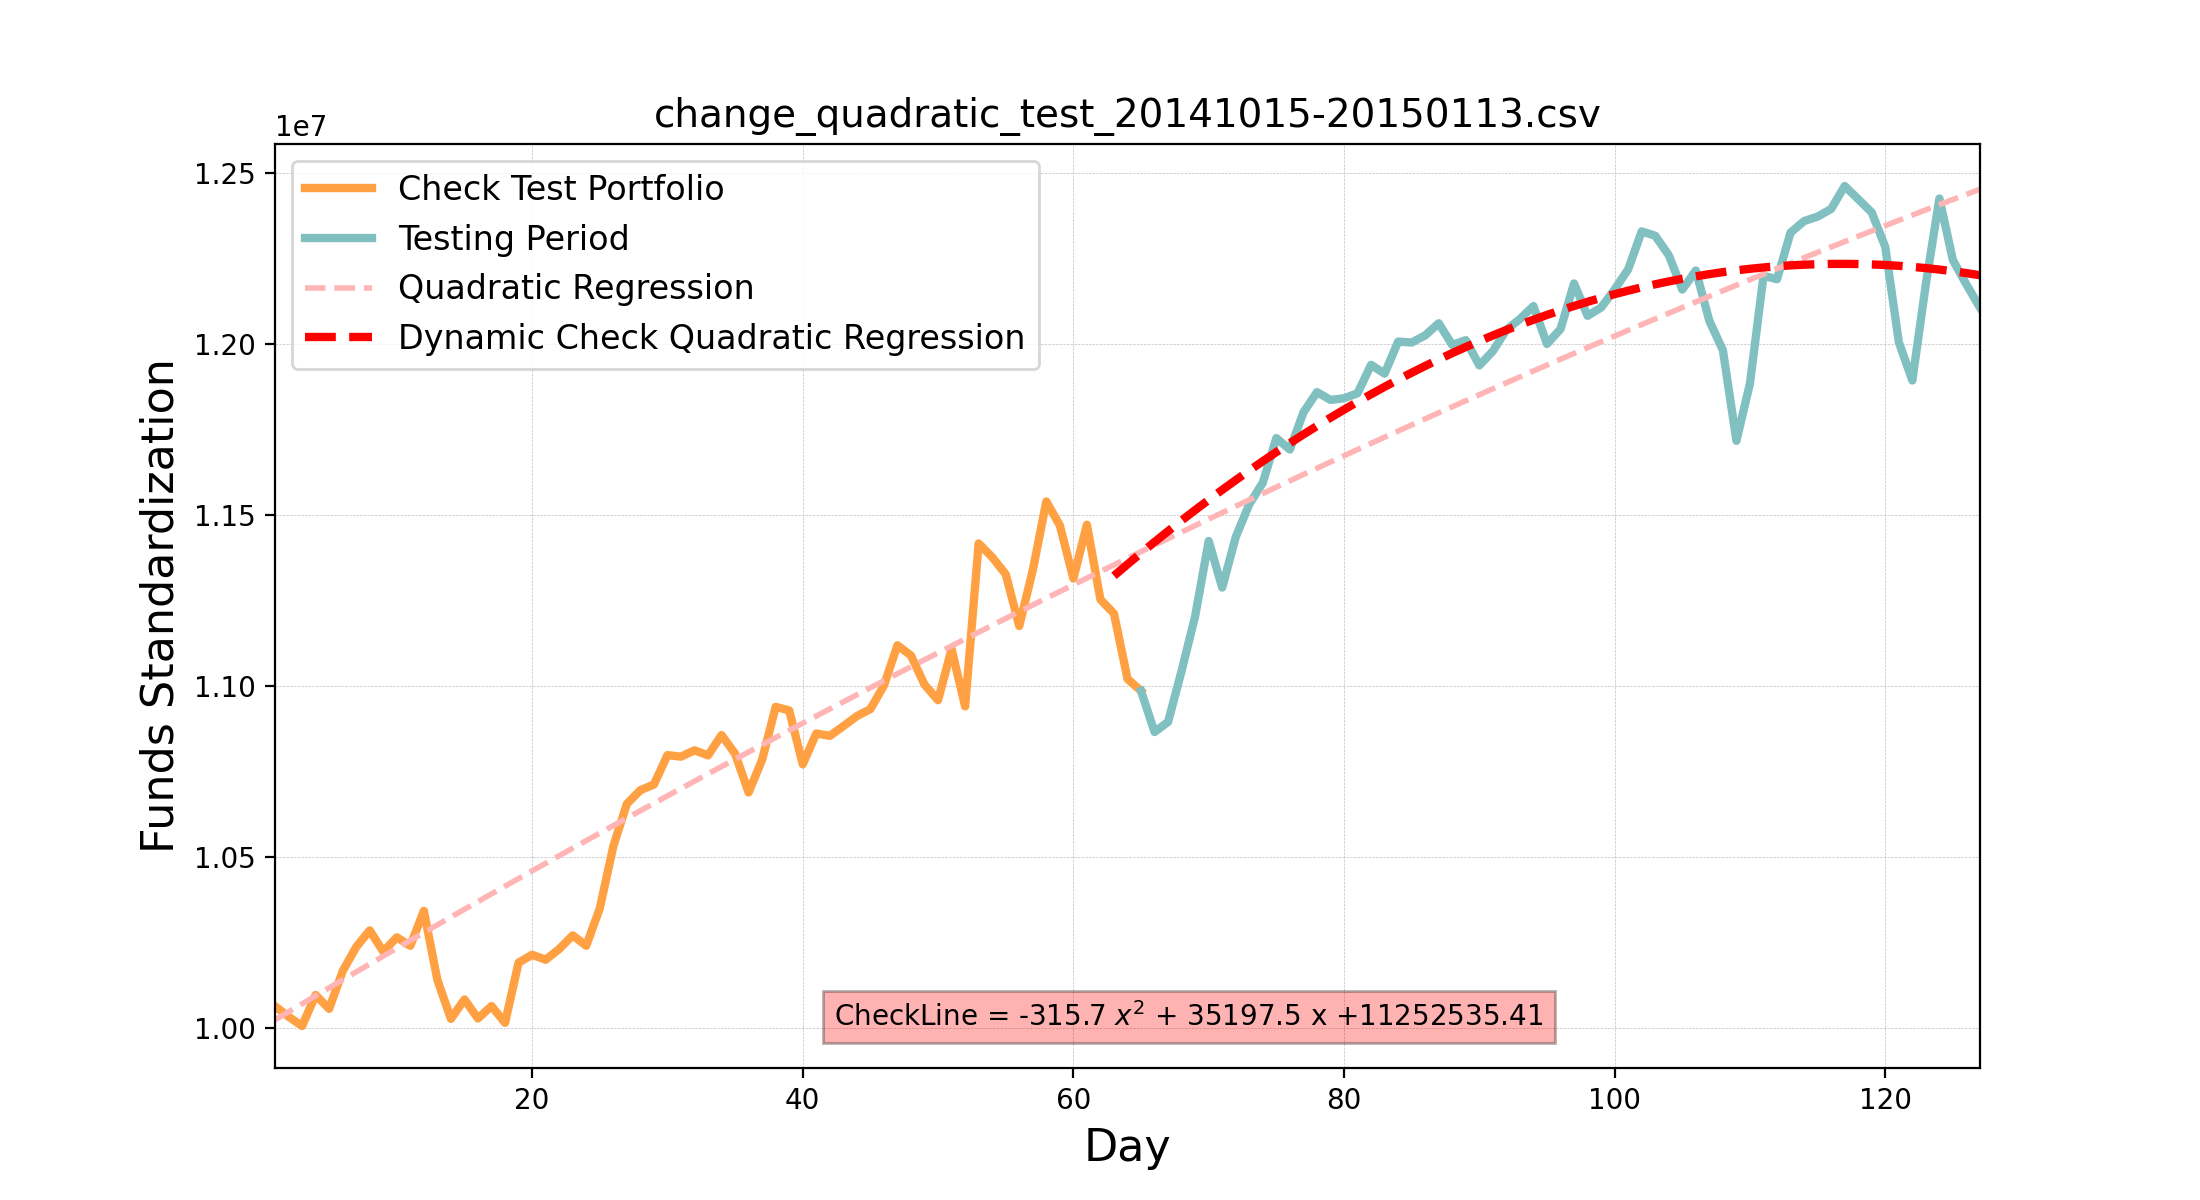 change_quadratic_test_20141015-20150113.csv
1e7
Check Test Portfolio
Testing Period
Quadratic Regression
Dynamic Check Quadratic Regression
1.25
1.20
1.15
1.10
1.05
1.00
Funds Standardization
CheckLine = -315.7 x² + 35197.5 x +11252535.41
20 40 60 80 100 120
Day